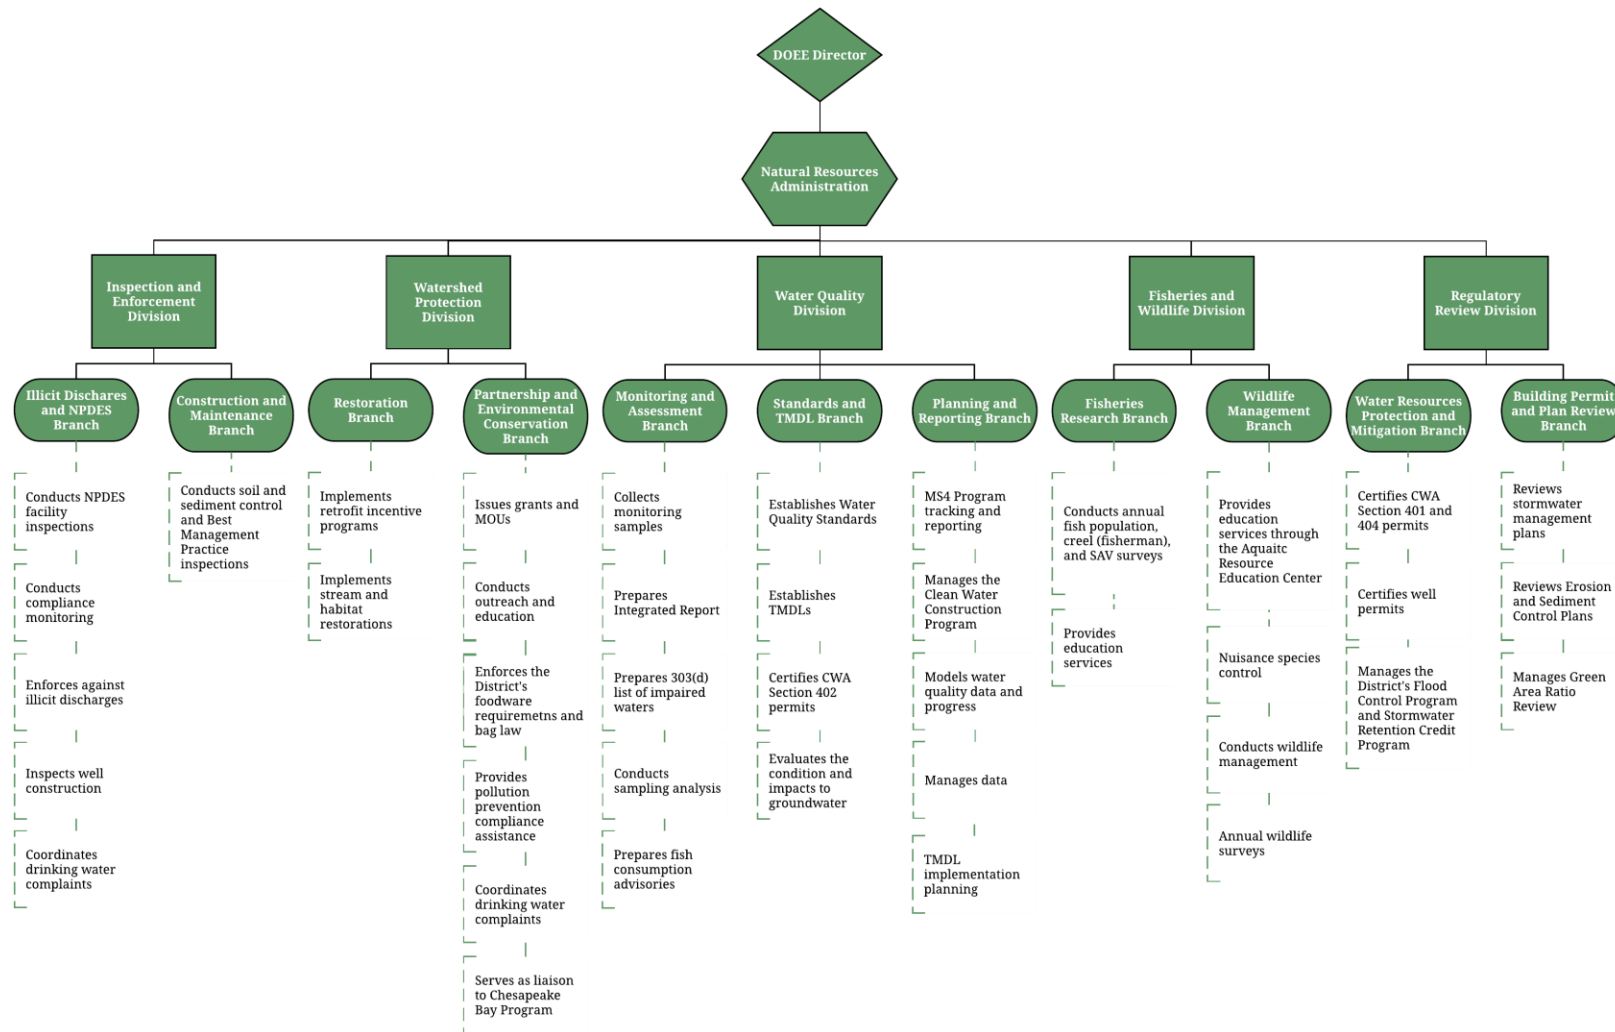 DOEE Director
Natural Resources
Administration
Inspection and
Enforcement
Division
Watershed
Protection
Division
Water Quality
Division
Fisheries and
Wildlife Division
Regulatory
Review Division
Illicit Dischares
and NPDES
Branch
Construction and
Maintenance
Branch
Restoration
Branch
Partnership and
Environmental
Conservation
Branch
Monitoring and
Assessment
Branch
Standards and
TMDL Branch
Planning and
Reporting Branch
Fisheries
Research Branch
Wildlife
Management
Branch
Water Resources
Protection and
Mitigation Branch
Building Permit
and Plan Review
Branch
Conducts NPDES
facility
inspections
Conducts
compliance
monitoring
Enforces against
illicit discharges
Inspects well
construction
Coordinates
drinking water
complaints
Conducts soil and
sediment control
and Best
Management
Practice
inspections
Implements
retrofit incentive
programs
Implements
stream and
habitat
restorations
Issues grants and
MOUs
Conducts
outreach and
education
Enforces the
District's
foodware
requiremetns and
bag law
Provides
pollution
prevention
compliance
assistance
Coordinates
drinking water
complaints
Serves as liaison
to Chesapeake
Bay Program
Collects
monitoring
samples
Prepares
Integrated Report
Prepares 303(d)
list of impaired
waters
Conducts
sampling analysis
Prepares fish
consumption
advisories
Establishes Water
Quality Standards
Establishes
TMDLs
Certifies CWA
Section 402
permits
Evaluates the
condition and
impacts to
groundwater
MS4 Program
tracking and
reporting
Manages the
Clean Water
Construction
Program
Models water
quality data and
progress
Manages data
TMDL
implementation
planning
Conducts annual
fish population,
creel (fisherman),
and SAV surveys
Provides
education
services
Provides
education
services through
the Aquaitc
Resource
Education Center
Nuisance species
control
Conducts wildlife
management
Annual wildlife
surveys
Certifies CWA
Section 401 and
404 permits
Certifies well
permits
Manages the
District's Flood
Control Program
and Stormwater
Retention Credit
Program
Reviews
stormwater
management
plans
Reviews Erosion
and Sediment
Control Plans
Manages Green
Area Ratio
Review